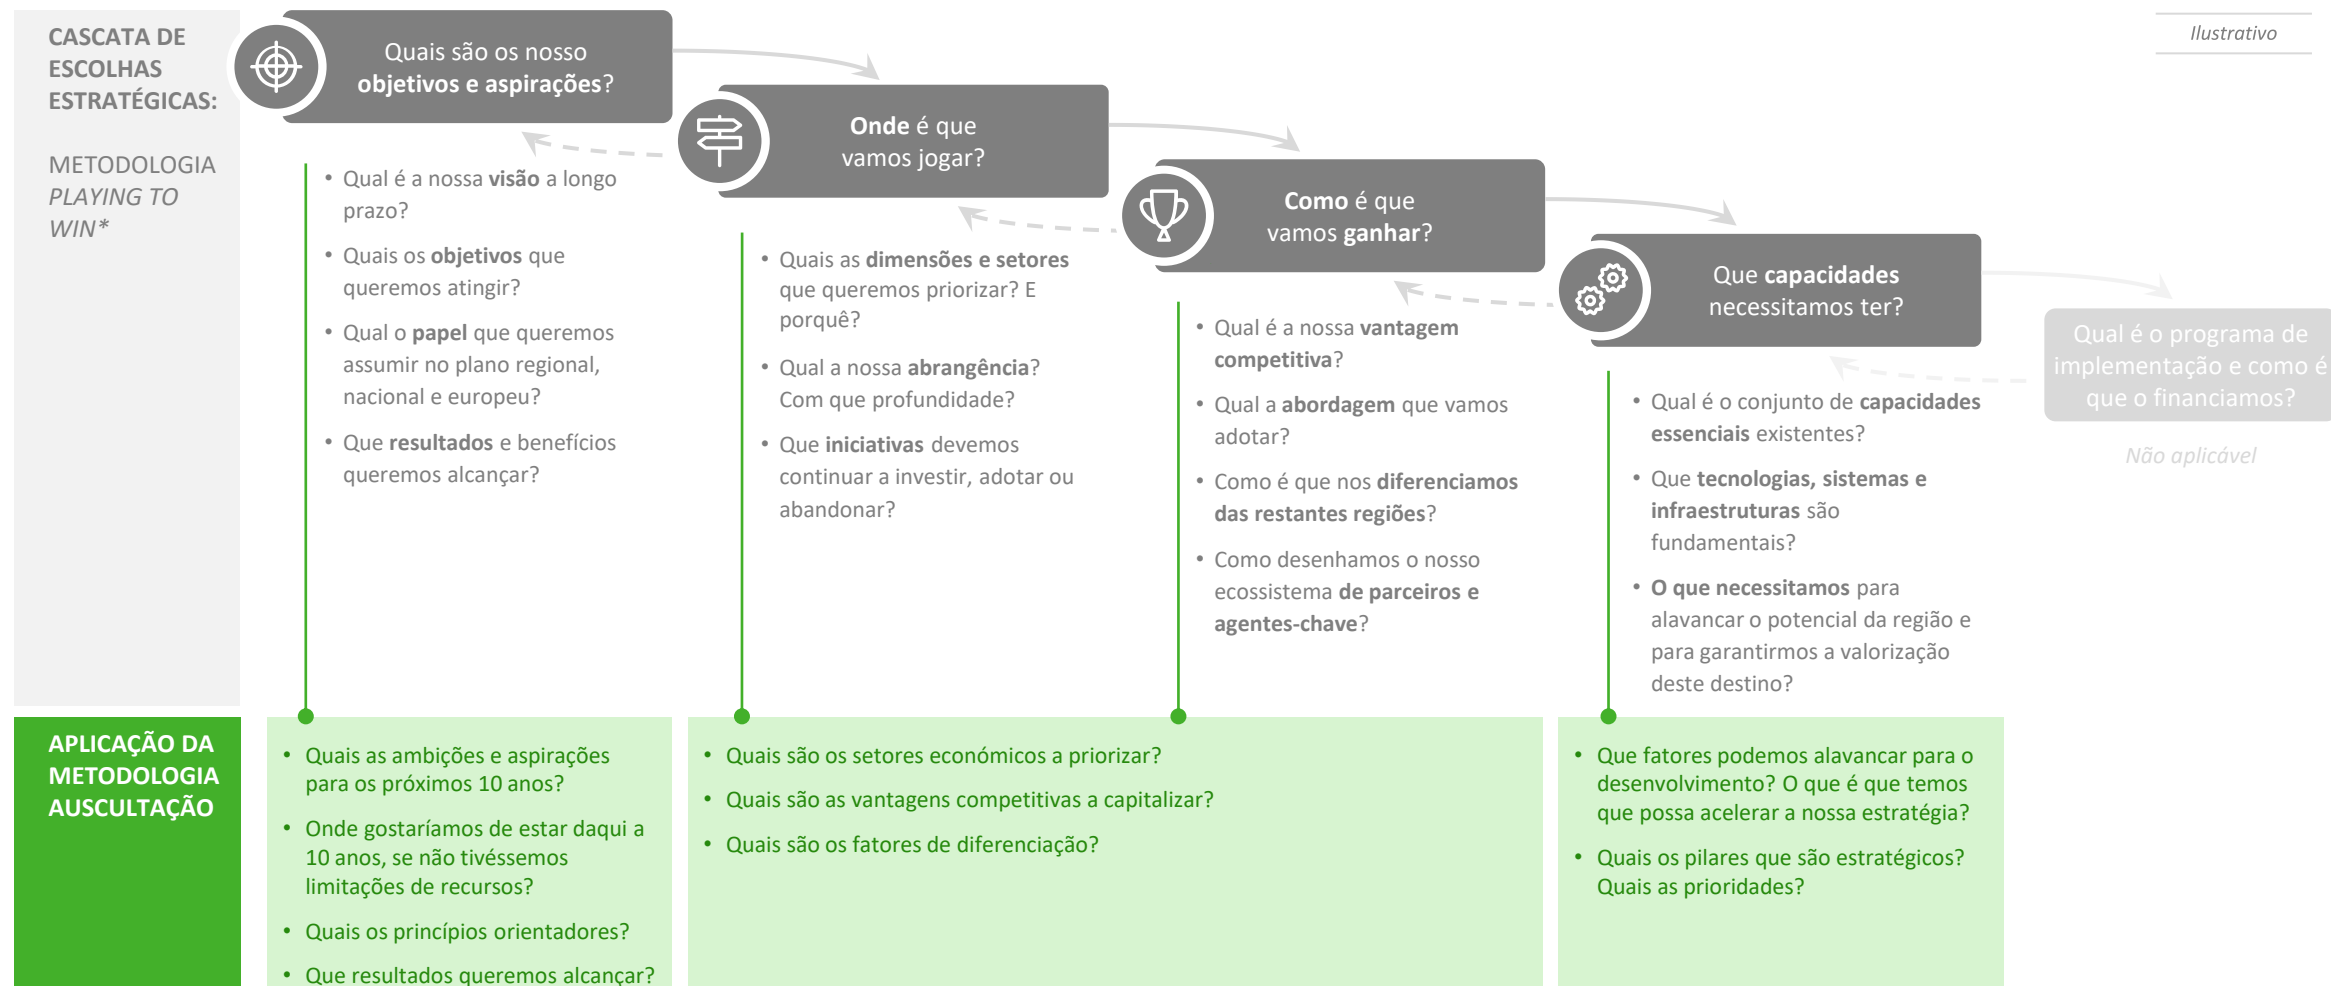 CASCATA DE
ESCOLHAS
ESTRATÉGICAS:
METODOLOGIA
PLAYING TO
WIN*
Ilustrativo
Quais são os nosso
objetivos e aspirações?
• Qual é a nossa visão a longo
prazo?
• Quais os objetivos que
queremos atingir?
• Qual o papel que queremos
assumir no plano regional,
nacional e europeu?
• Que resultados e benefícios
queremos alcançar?
Onde é que
vamos jogar?
• Quais as dimensões e setores
que queremos priorizar? E
porquê?
• Qual a nossa abrangência?
Com que profundidade?
• Que iniciativas devemos
continuar a investir, adotar ou
abandonar?
Como é que
vamos ganhar?
• Qual é a nossa vantagem
competitiva?
• Qual a abordagem que vamos
adotar?
• Como é que nos diferenciamos
das restantes regiões?
• Como desenhamos o nosso
ecossistema de parceiros e
agentes-chave?
Que capacidades
necessitamos ter?
• Qual é o conjunto de capacidades
essenciais existentes?
• Que tecnologias, sistemas e
infraestruturas são
fundamentais?
• O que necessitamos para
alavancar o potencial da região e
para garantirmos a valorização
deste destino?
Qual é o programa de
implementação e como é
que o financiamos?
Não aplicável
APLICAÇÃO DA
METODOLOGIA
AUSCULTAÇÃO
• Quais as ambições e aspirações
para os próximos 10 anos?
• Onde gostaríamos de estar daqui a
10 anos, se não tivéssemos
limitações de recursos?
• Quais os princípios orientadores?
• Que resultados queremos alcançar?
• Quais são os setores económicos a priorizar?
• Quais são as vantagens competitivas a capitalizar?
• Quais são os fatores de diferenciação?
• Que fatores podemos alavancar para o
desenvolvimento? O que é que temos
que possa acelerar a nossa estratégia?
• Quais os pilares que são estratégicos?
Quais as prioridades?